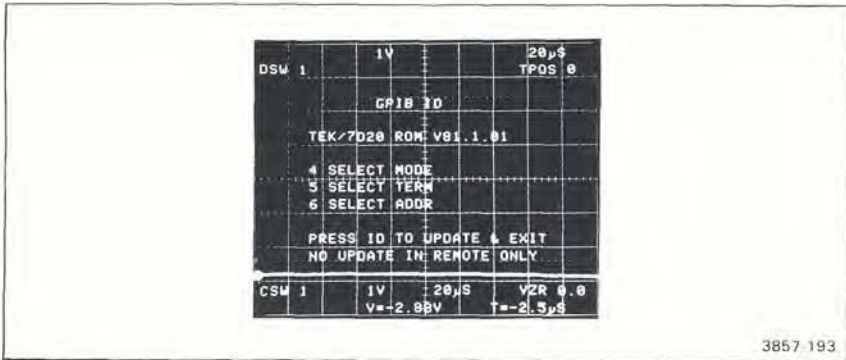 1V 20μS
DSW 1 TPOS 0
GPIB ID
TEK/7D20 ROM V81.1.01
4 SELECT MODE
5 SELECT TERM
6 SELECT ADDR
PRESS ID TO UPDATE & EXIT
NO UPDATE IN REMOTE ONLY
CSW 1 1V 20μS VZR 0.0
V=-2.80V T=-2.5μS
3857-193